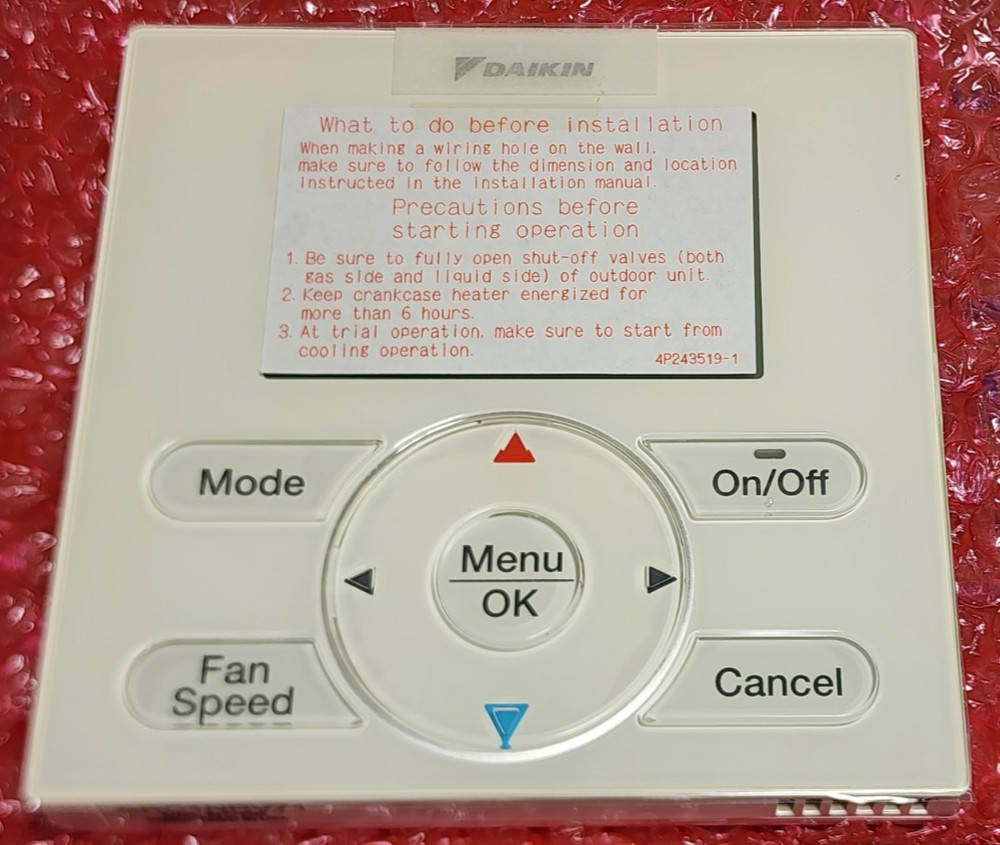 DAIKIN
What to do before installation
When making a wiring hole on the wall,
make sure to follow the dimension and location
instructed in the installation manual.
Precautions before
starting operation
1. Be sure to fully open shut-off valves (both
gas side and liquid side) of outdoor unit.
2. Keep crankcase heater energized for
more than 6 hours.
3. At trial operation, make sure to start from
cooling operation.
4P243519-1
Mode
On/Off
Menu
OK
Fan
Speed
Cancel